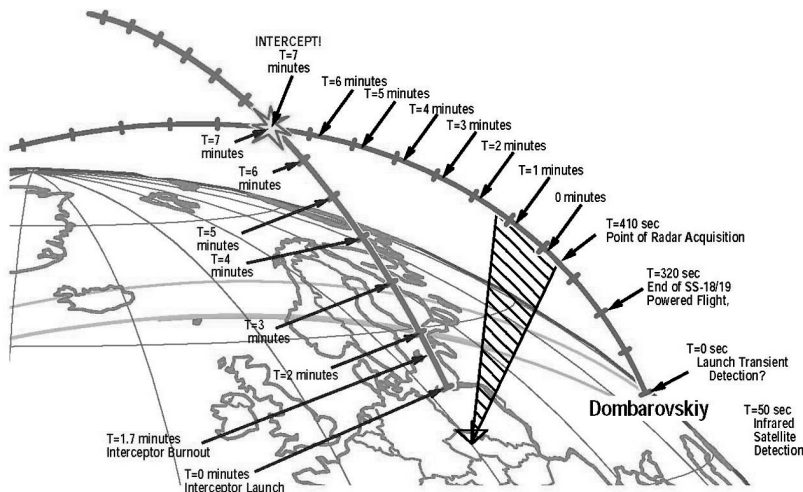 INTERCEPT!
T=7
minutes
T=6 minutes
T=5 minutes
T=4 minutes
T=3 minutes
T=2 minutes
T=1 minutes
0 minutes
T=410 sec
Point of Radar Acquisition
T=320 sec
End of SS-18/19
Powered Flight,
T=0 sec
Launch Transient
Detection?
Dombarovskiy
T=50 sec
Infrared
Satellite
Detection
T=7
minutes
T=6
minutes
T=5
minutes
T=4
minutes
T=3
minutes
T=2 minutes
T=1.7 minutes
Interceptor Burnout
T=0 minutes
Interceptor Launch